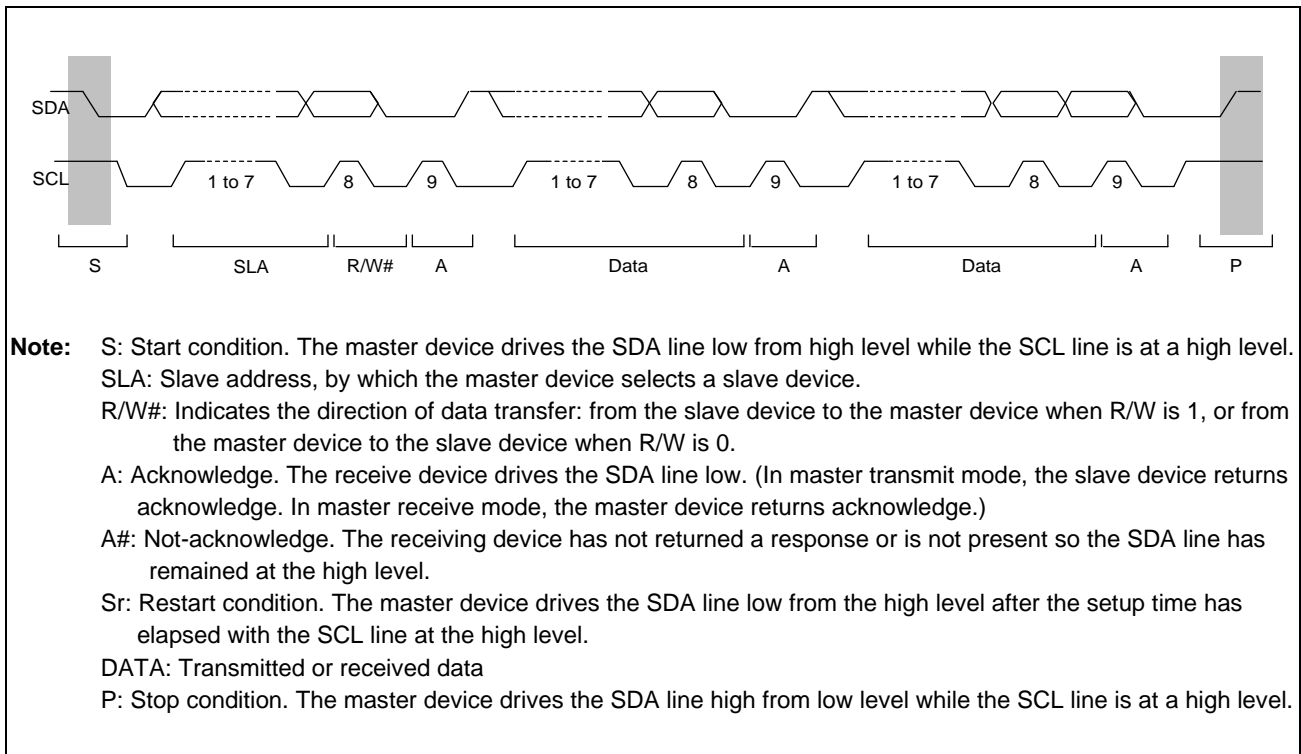 SDA
SCL 1 to 7 8 9 1 to 7 8 9 1 to 7 8 9
S SLA R/W# A Data A Data A P
Note: S: Start condition. The master device drives the SDA line low from high level while the SCL line is at a high level.
SLA: Slave address, by which the master device selects a slave device.
R/W#: Indicates the direction of data transfer: from the slave device to the master device when R/W is 1, or from
the master device to the slave device when R/W is 0.
A: Acknowledge. The receive device drives the SDA line low. (In master transmit mode, the slave device returns
acknowledge. In master receive mode, the master device returns acknowledge.)
A#: Not-acknowledge. The receiving device has not returned a response or is not present so the SDA line has
remained at the high level.
Sr: Restart condition. The master device drives the SDA line low from the high level after the setup time has
elapsed with the SCL line at the high level.
DATA: Transmitted or received data
P: Stop condition. The master device drives the SDA line high from low level while the SCL line is at a high level.